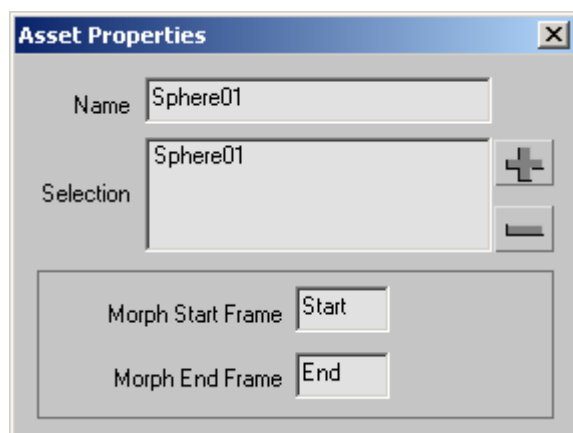 Asset Properties
Name Sphere01
Sphere01
Selection
Morph Start Frame Start
Morph End Frame End